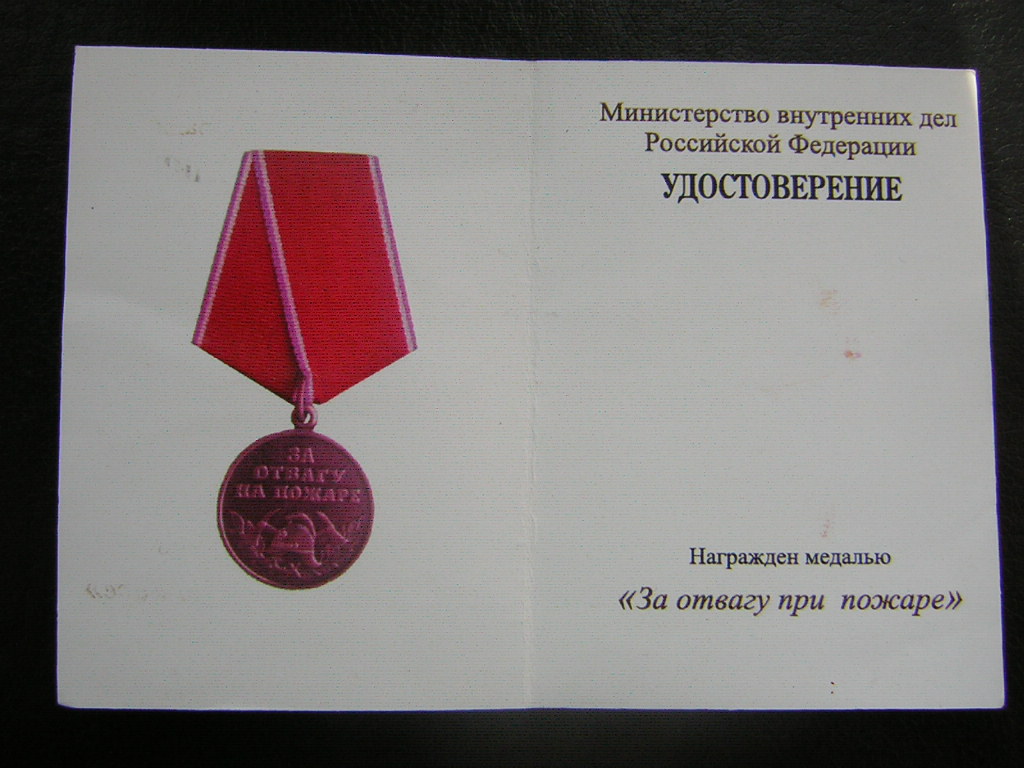 ЗА
ОТВАГУ
НА ПОЖАРЕ
Министерство внутренних дел
Российской Федерации
УДОСТОВЕРЕНИЕ
Награжден медалью
«За отвагу при пожаре»